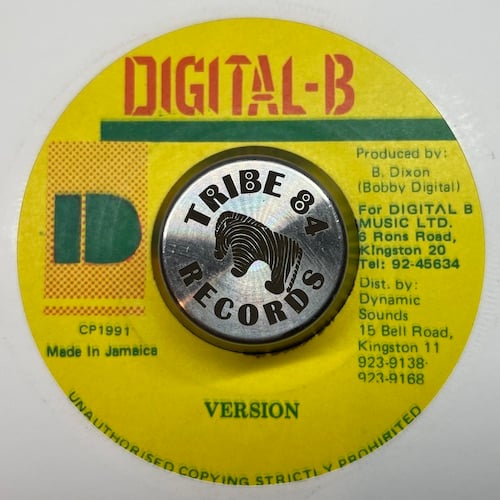 DIGITAL-B
Produced by:
B. Dixon
(Bobby Digital)
For DIGITAL B
MUSIC LTD.
6 Rons Road,
Kingston 20
Tel: 92-45634
Dist. by:
Dynamic
Sounds
15 Bell Road,
Kingston 11
923-9138·
923-9168
D
CP1991
Made In Jamaica
TRIBE 84
RECORDS
VERSION
UNAUTHORISED COPYING STRICTLY PROHIBITED